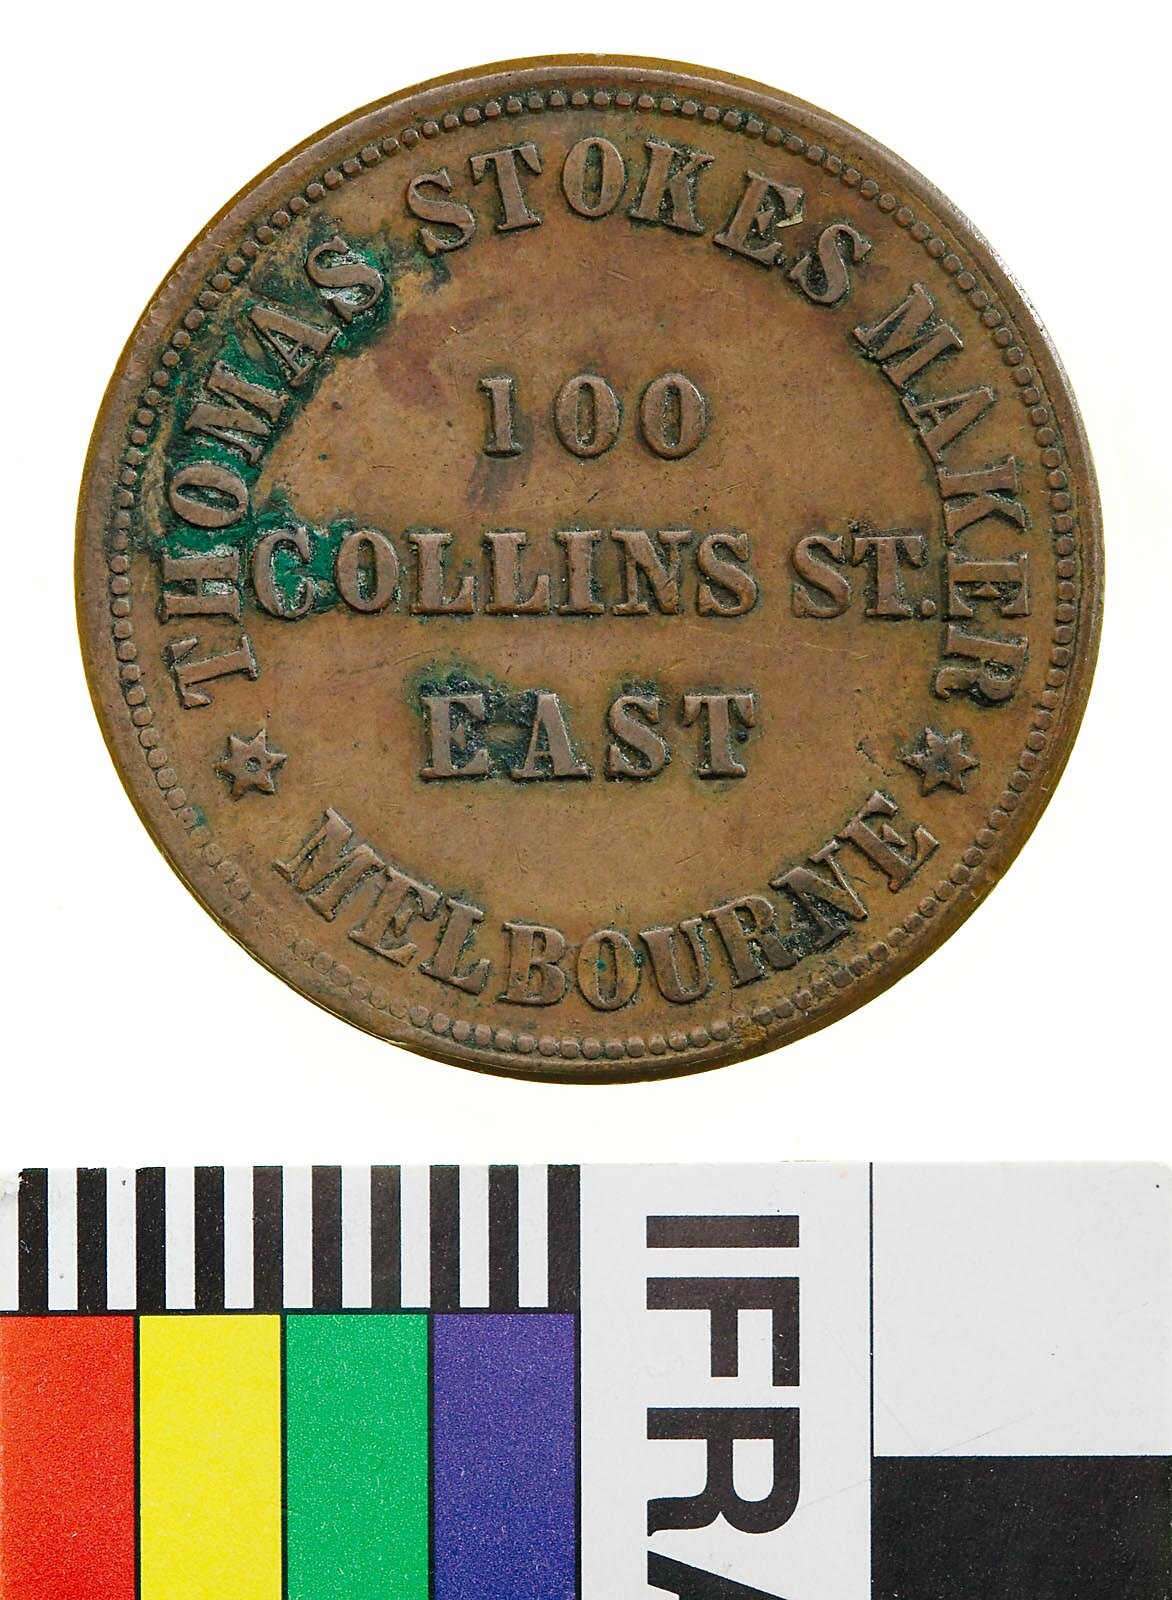 THOMAS STOKES MAKER
100
COLLINS ST.
EAST
MELBOURNE
IFRA